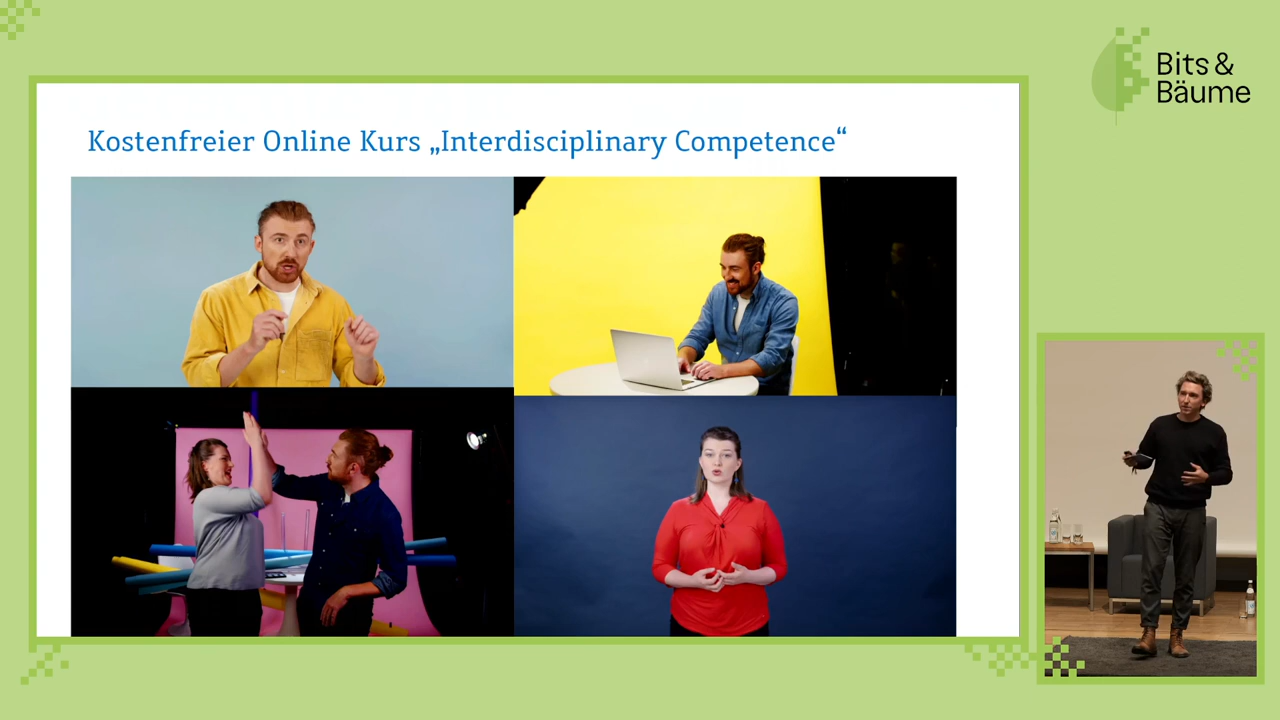 Bits &
Bäume
Kostenfreier Online Kurs „Interdisciplinary Competence“